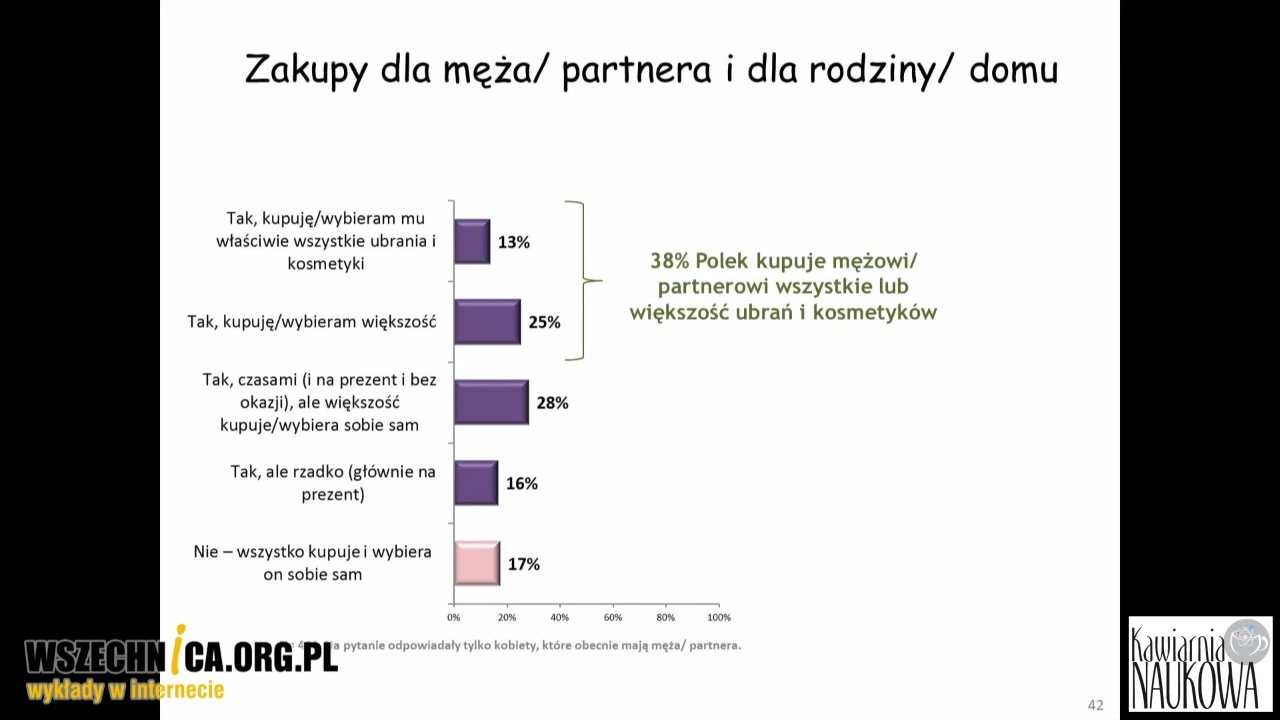 Zakupy dla męża/ partnera i dla rodziny/ domu
Tak, kupuję/wybieram mu
właściwie wszystkie ubrania i
kosmetyki
13%
Tak, kupuję/wybieram większość
25%
38% Polek kupuje mężowi/
partnerowi wszystkie lub
większość ubrań i kosmetyków
Tak, czasami (i na prezent i bez
okazji), ale większość
kupuje/wybiera sobie sam
28%
Tak, ale rzadko (głównie na
prezent)
16%
Nie – wszystko kupuje i wybiera
on sobie sam
17%
0% 20% 40% 60% 80% 100%
pytanie odpowiadały tylko kobiety, które obecnie mają męża/ partnera.
WSZECHNICA.ORG.PL
wykłady w internecie
Kawiarnia
NAUKOWA
42